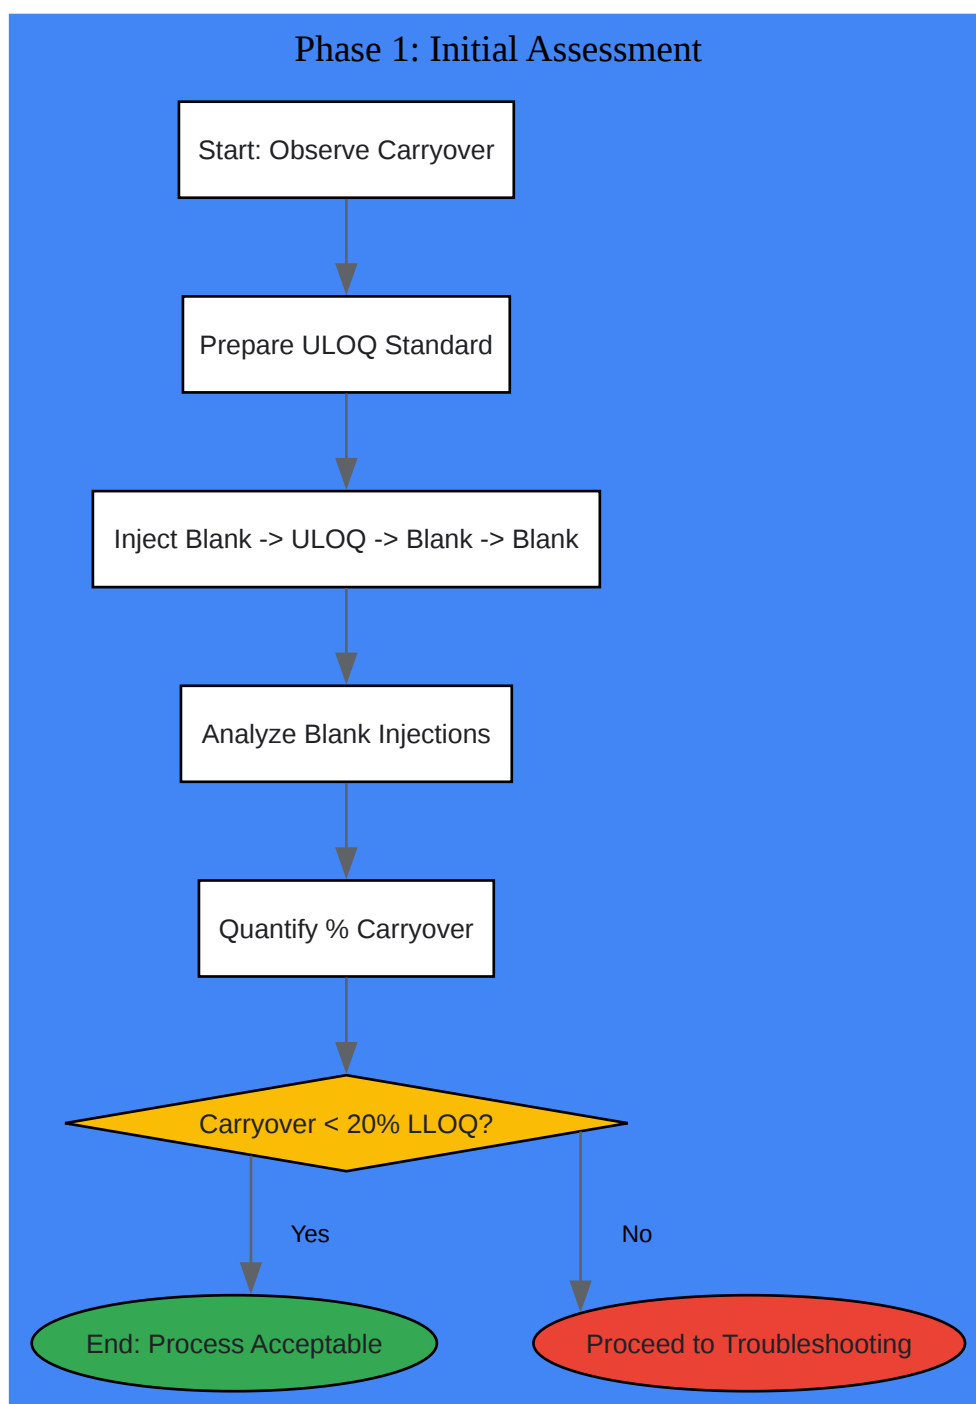 Phase 1: Initial Assessment
Start: Observe Carryover
Prepare ULOQ Standard
Inject Blank -> ULOQ -> Blank -> Blank
Analyze Blank Injections
Quantify % Carryover
Carryover < 20% LLOQ?
Yes
No
End: Process Acceptable
Proceed to Troubleshooting